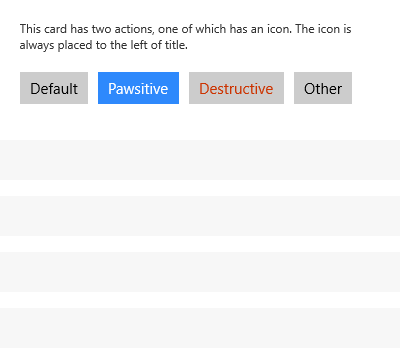 This card has two actions, one of which has an icon. The icon is
always placed to the left of title.
Default Pawsitive Destructive Other